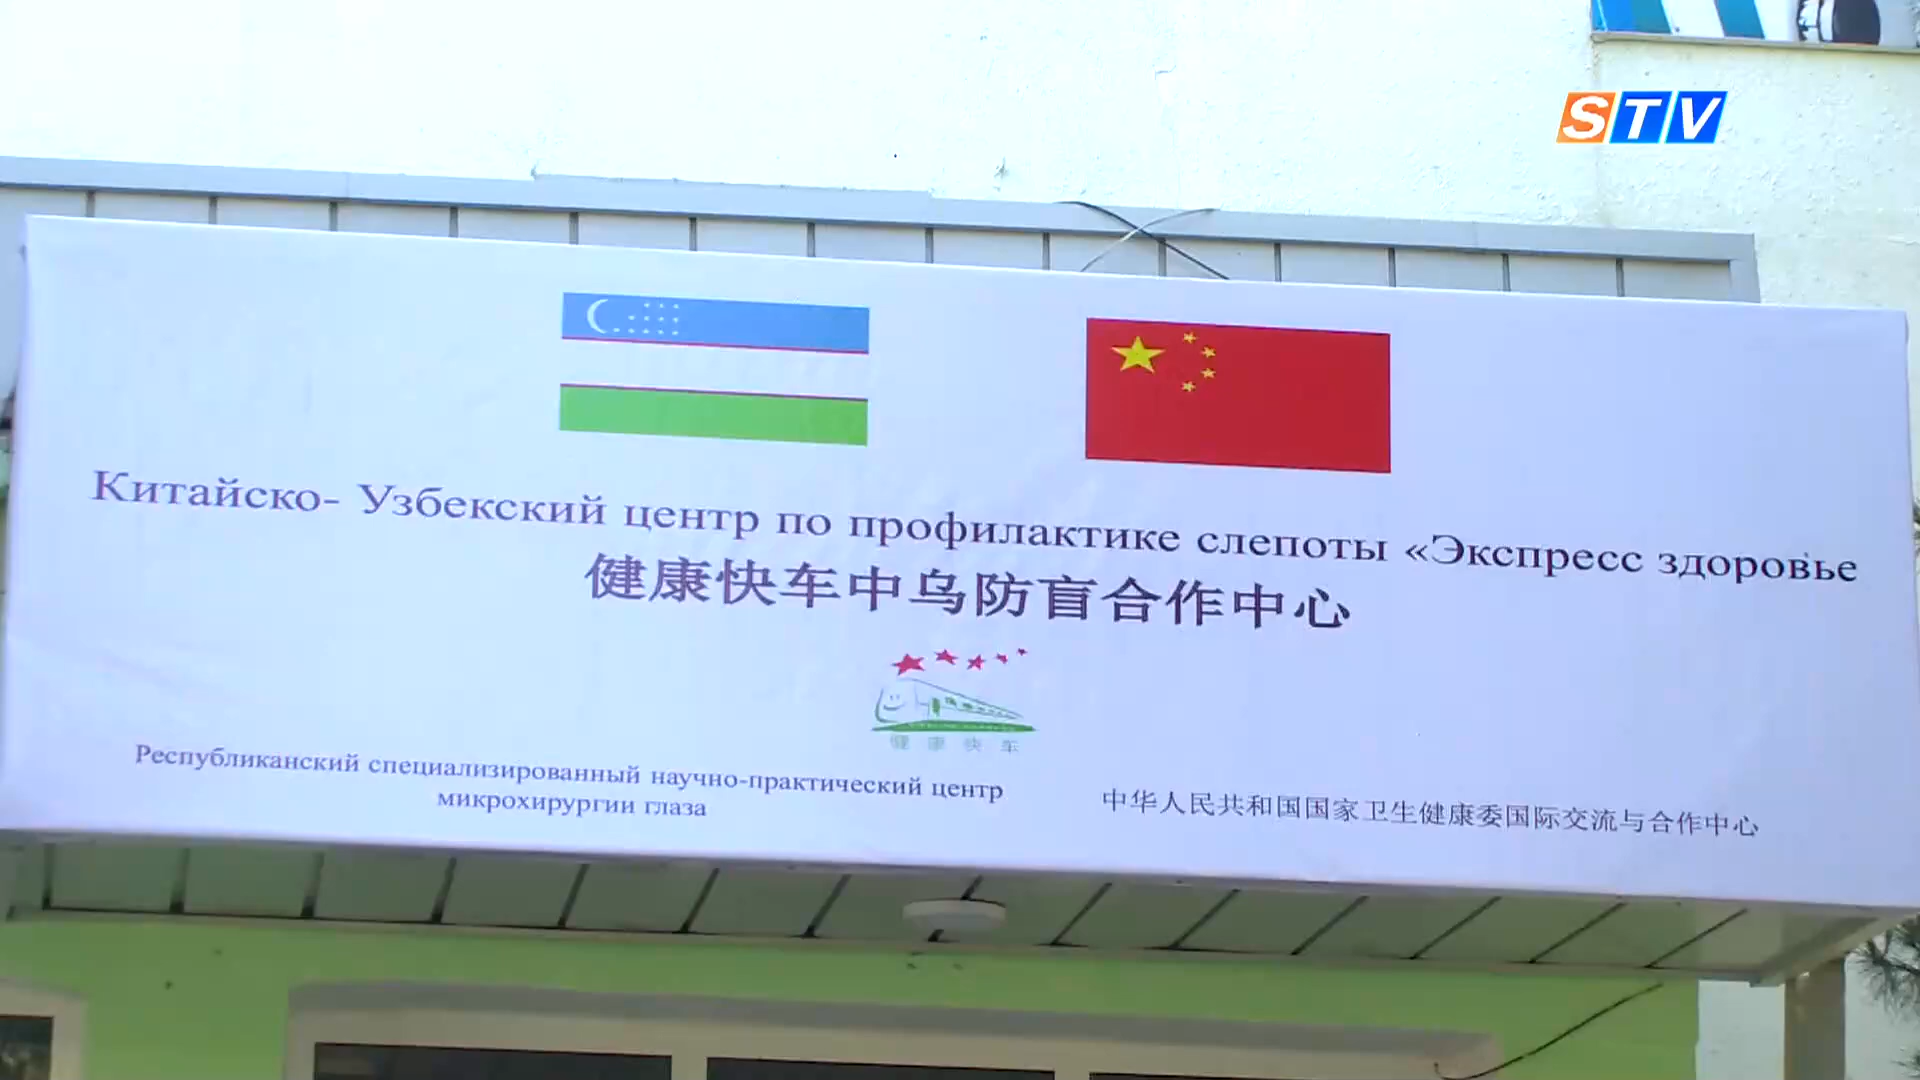 STV
Китайско- Узбекский центр по профилактике слепоты «Экспресс здоровье
健康快车中乌防盲合作中心
健康快车
Республиканский специализированный научно-практический центр
микрохирургии глаза
中华人民共和国国家卫生健康委国际交流与合作中心